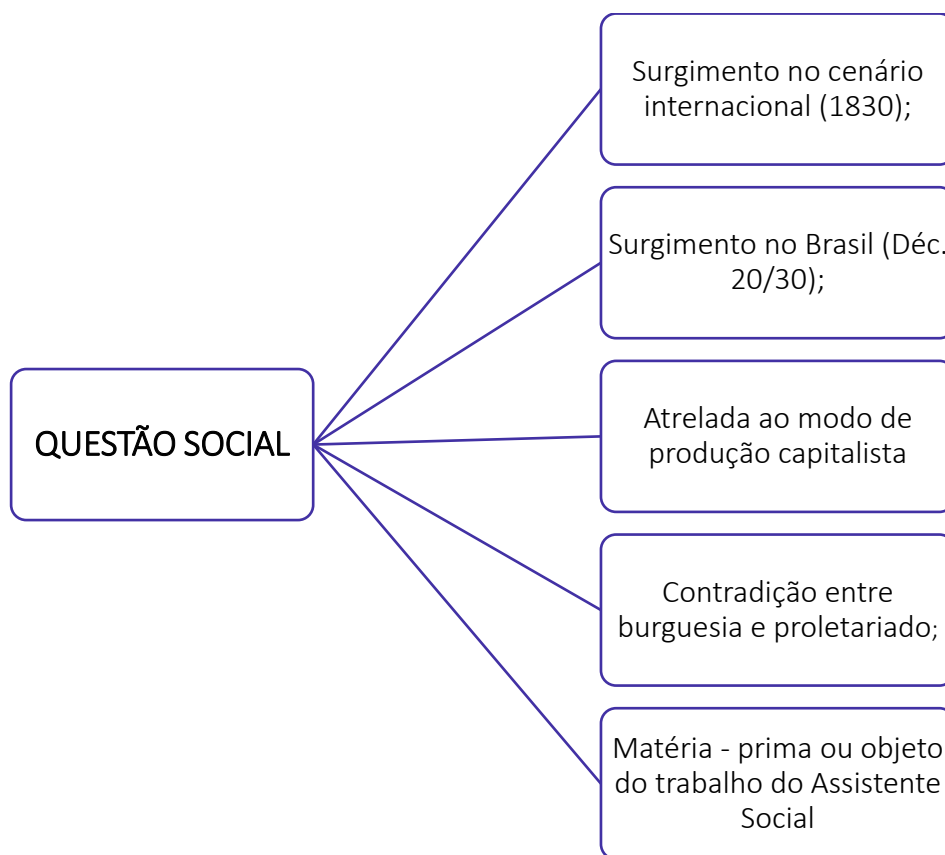 Surgimento no cenário
internacional (1830);
Surgimento no Brasil (Déc.
20/30);
QUESTÃO SOCIAL
Atrelada ao modo de
produção capitalista
Contradição entre
burguesia e proletariado;
Matéria - prima ou objeto
do trabalho do Assistente
Social